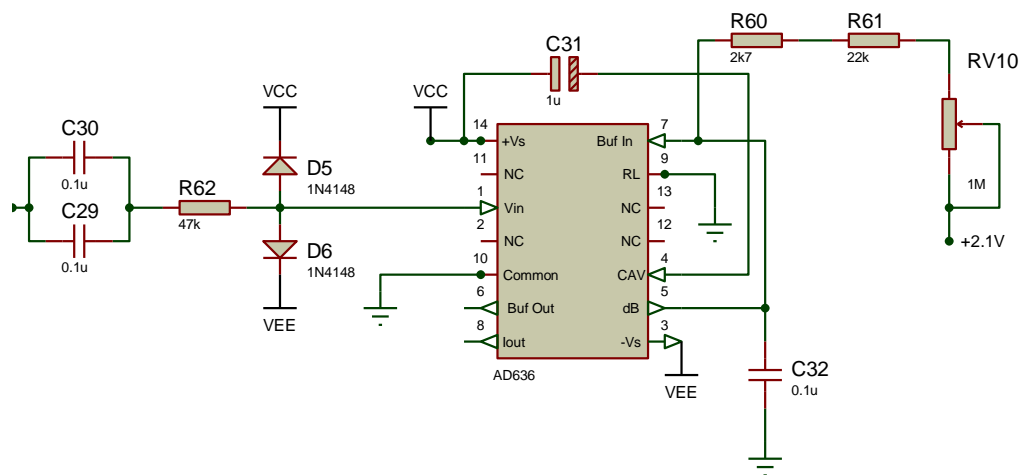 R60
2k7
R61
22k
RV10
1M
+2.1V
C31
1u
VCC
VCC
C30
0.1u
C29
0.1u
R62
47k
D5
1N4148
D6
1N4148
VEE
14
+Vs
11
NC
1
Vin
2
NC
10
Common
6
Buf Out
8
Iout
7
Buf In
9
RL
13
NC
12
NC
4
CAV
5
dB
3
-Vs
AD636
VEE
C32
0.1u